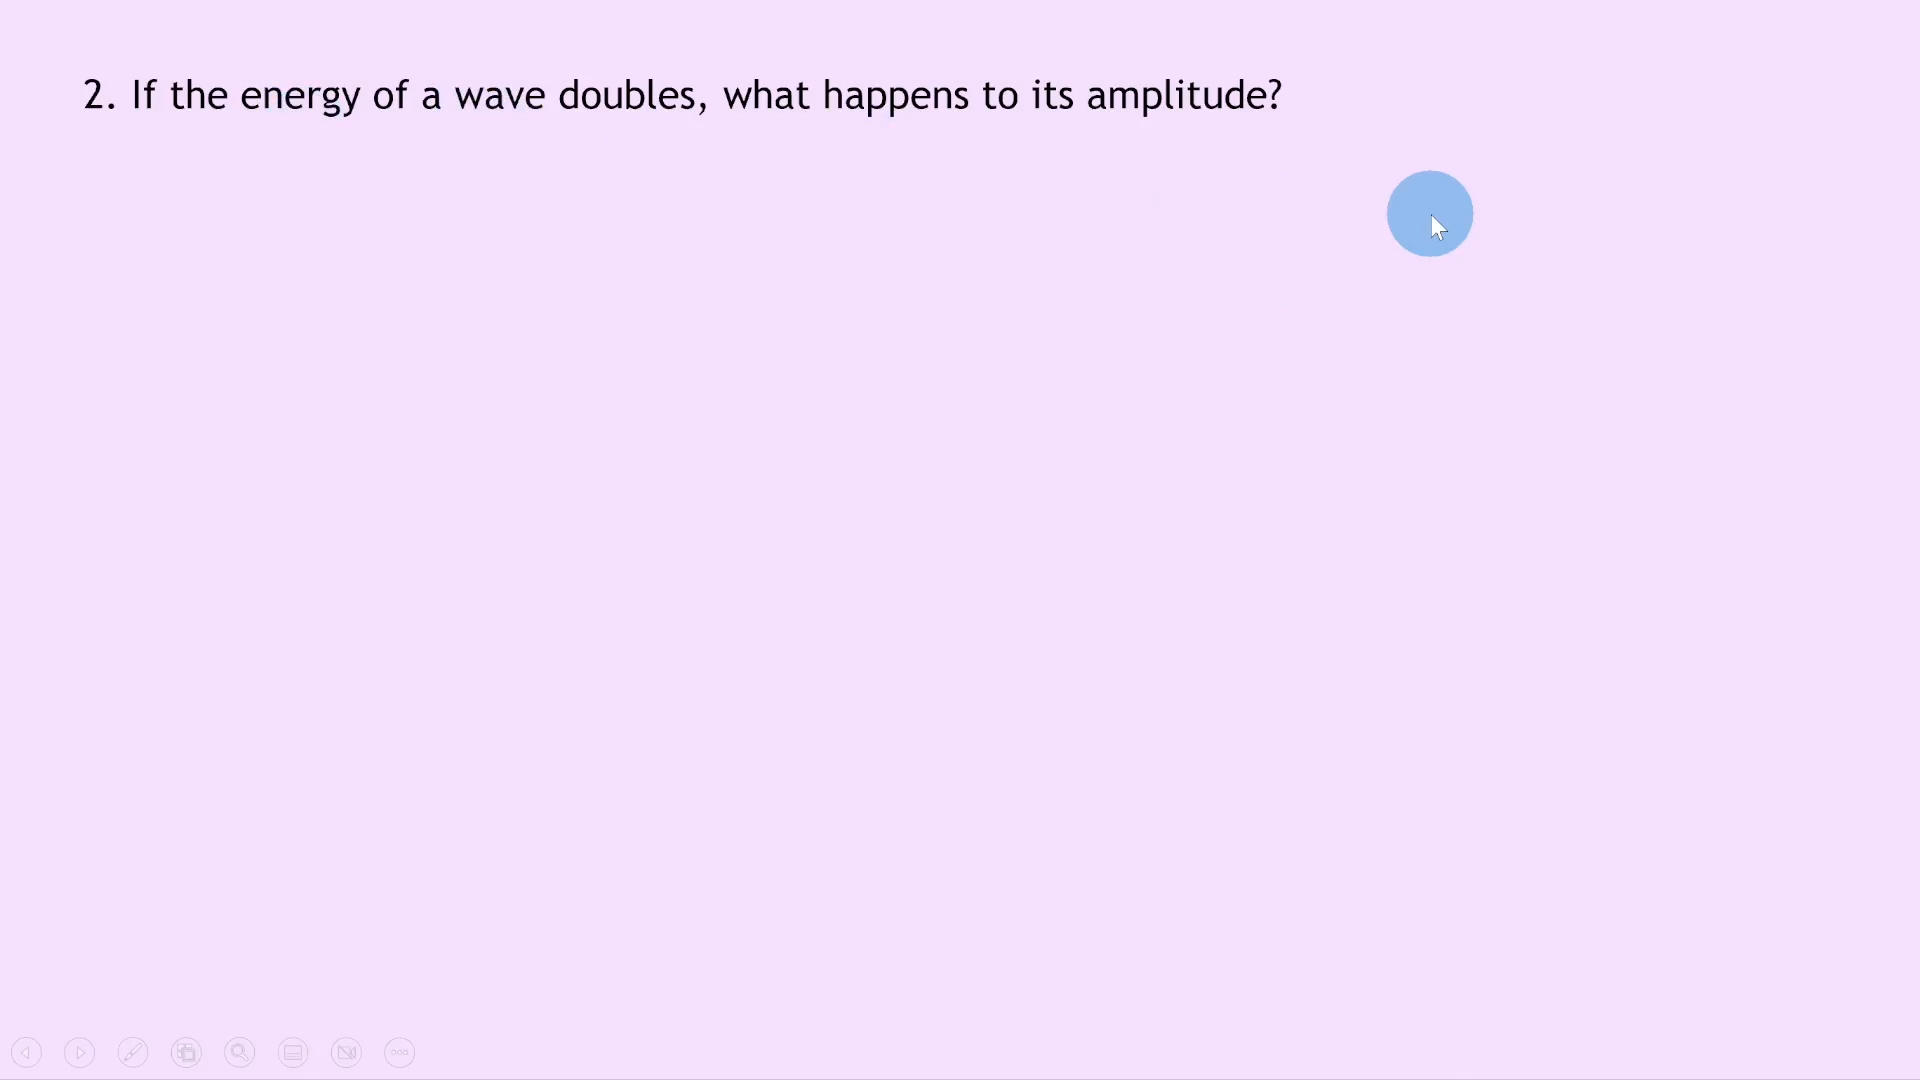 2. If the energy of a wave doubles, what happens to its amplitude?